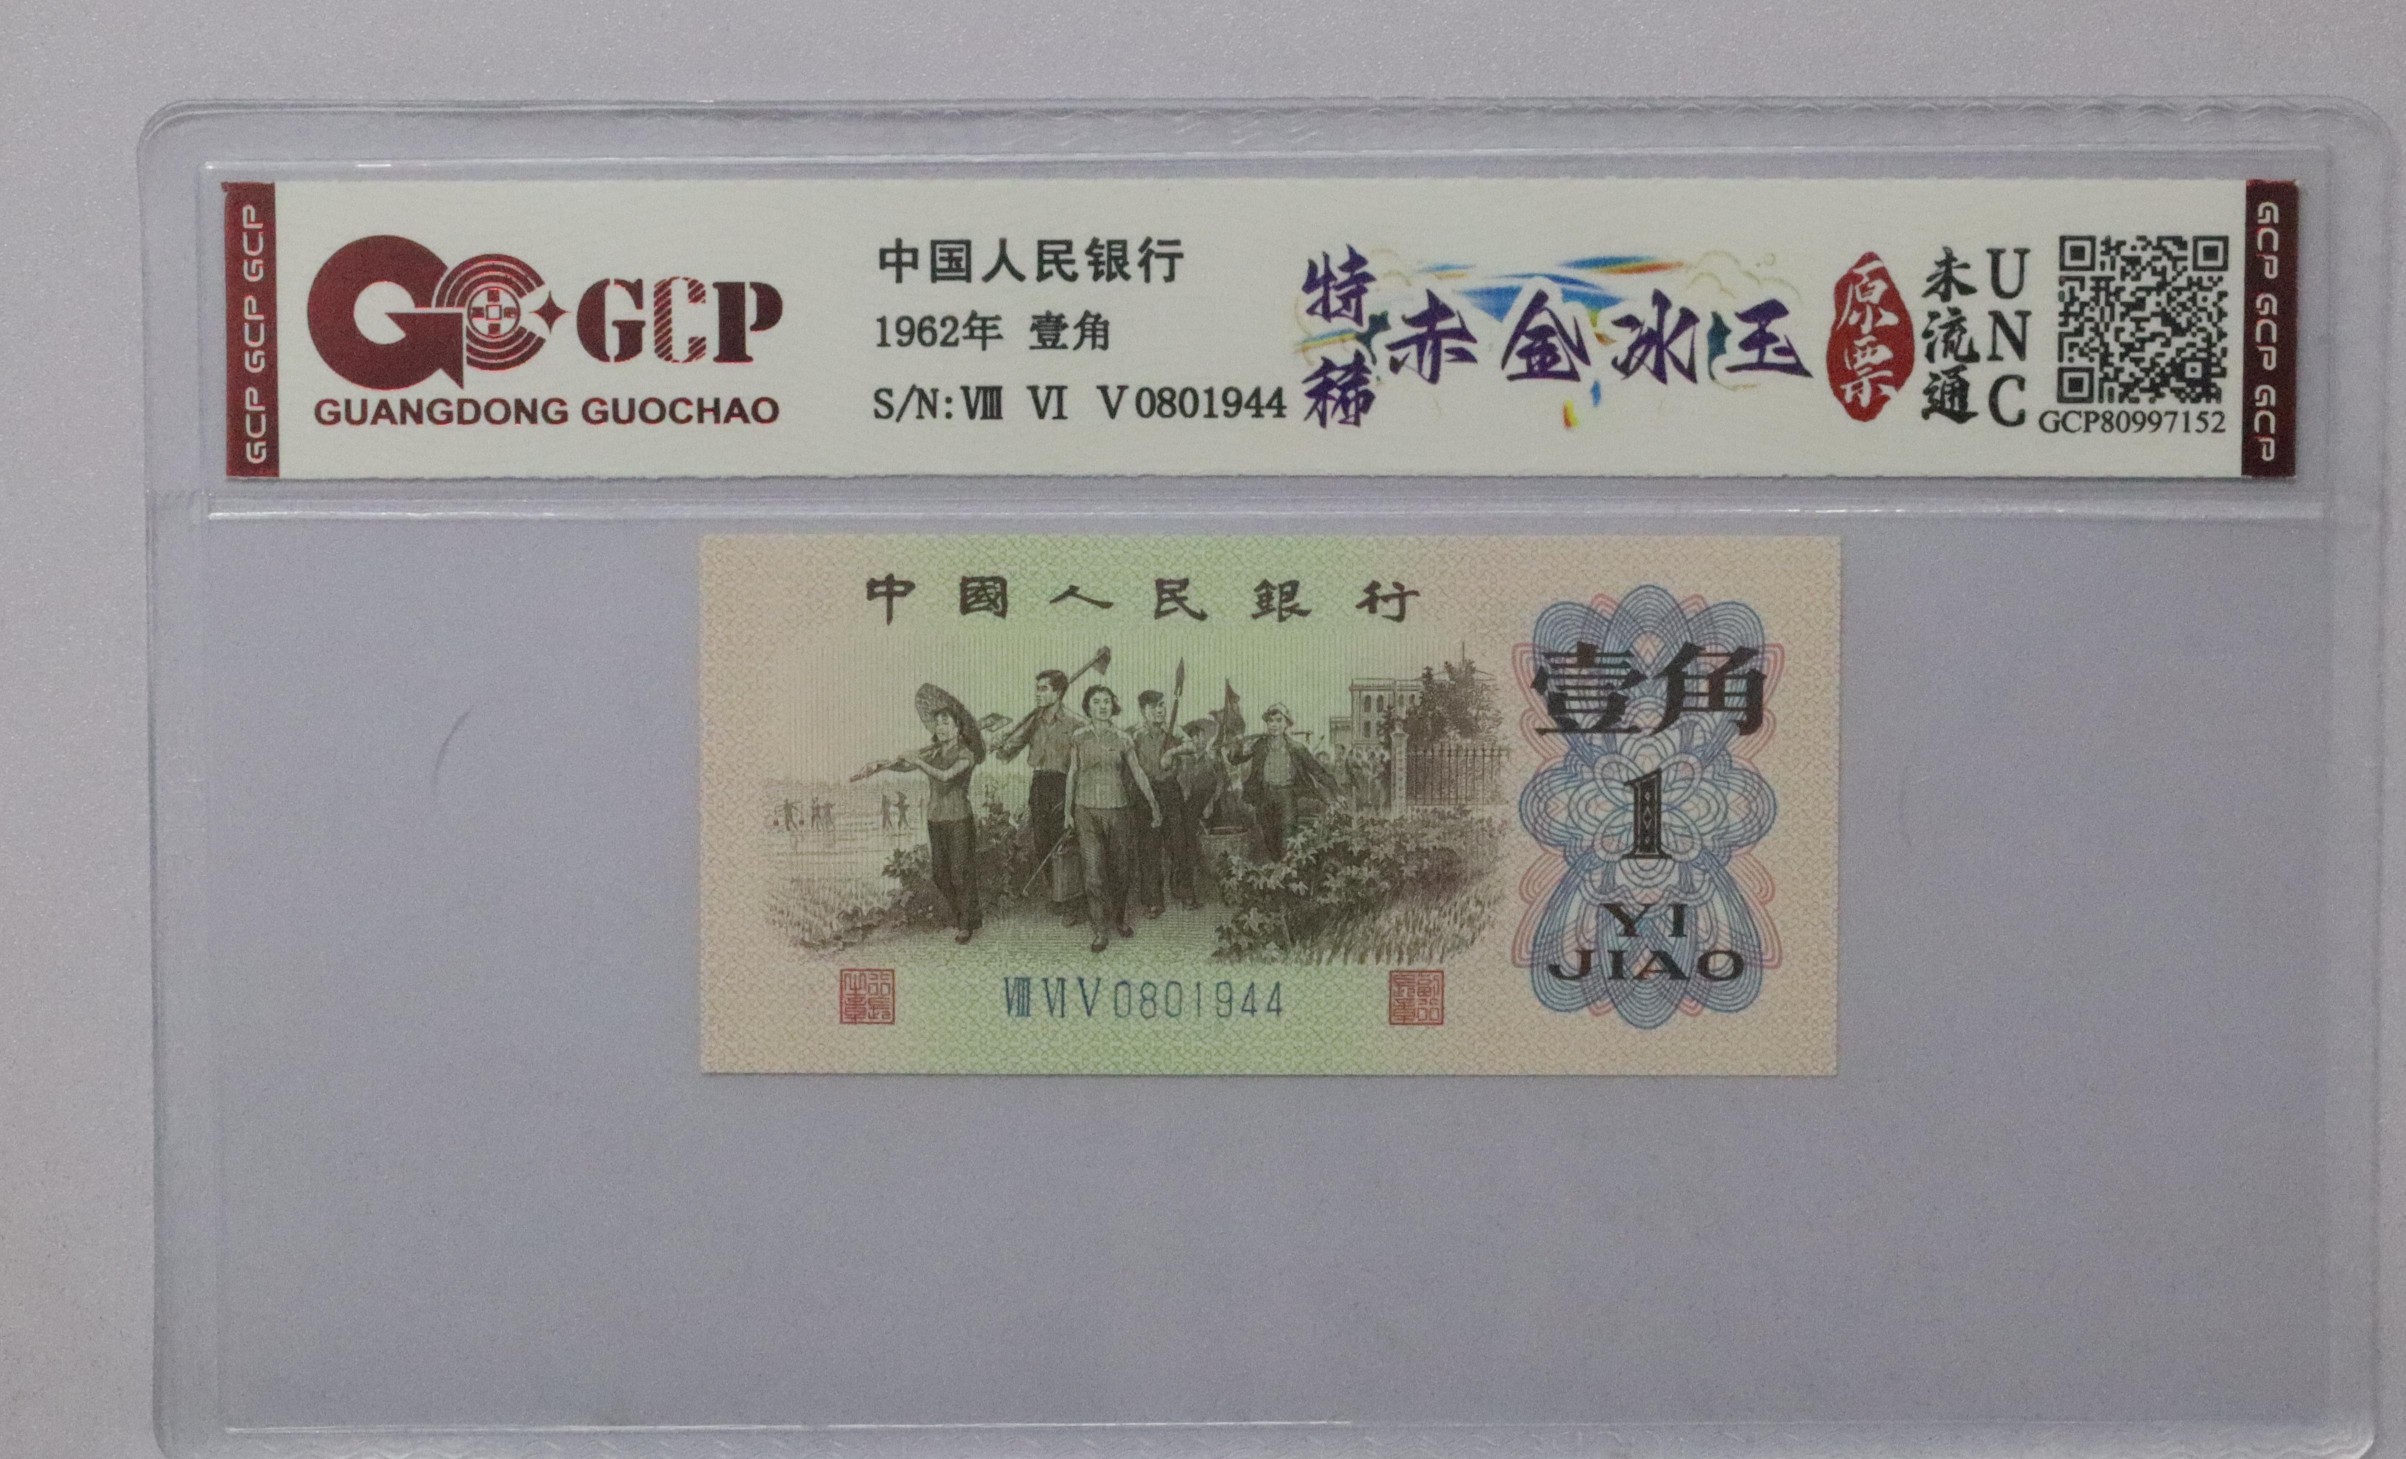 GCP GCP GCP
GCP
GUANGDONG GUOCHAO
中国人民银行
1962年 壹角
S/N: Ⅷ Ⅵ Ⅴ 0801944
特稀
赤金冰玉
原票
未流通
UNC
GCP80997152
GCP GCP GCP
中國人民銀行
壹角
1
YI
JIAO
ⅧⅥⅤ0801944